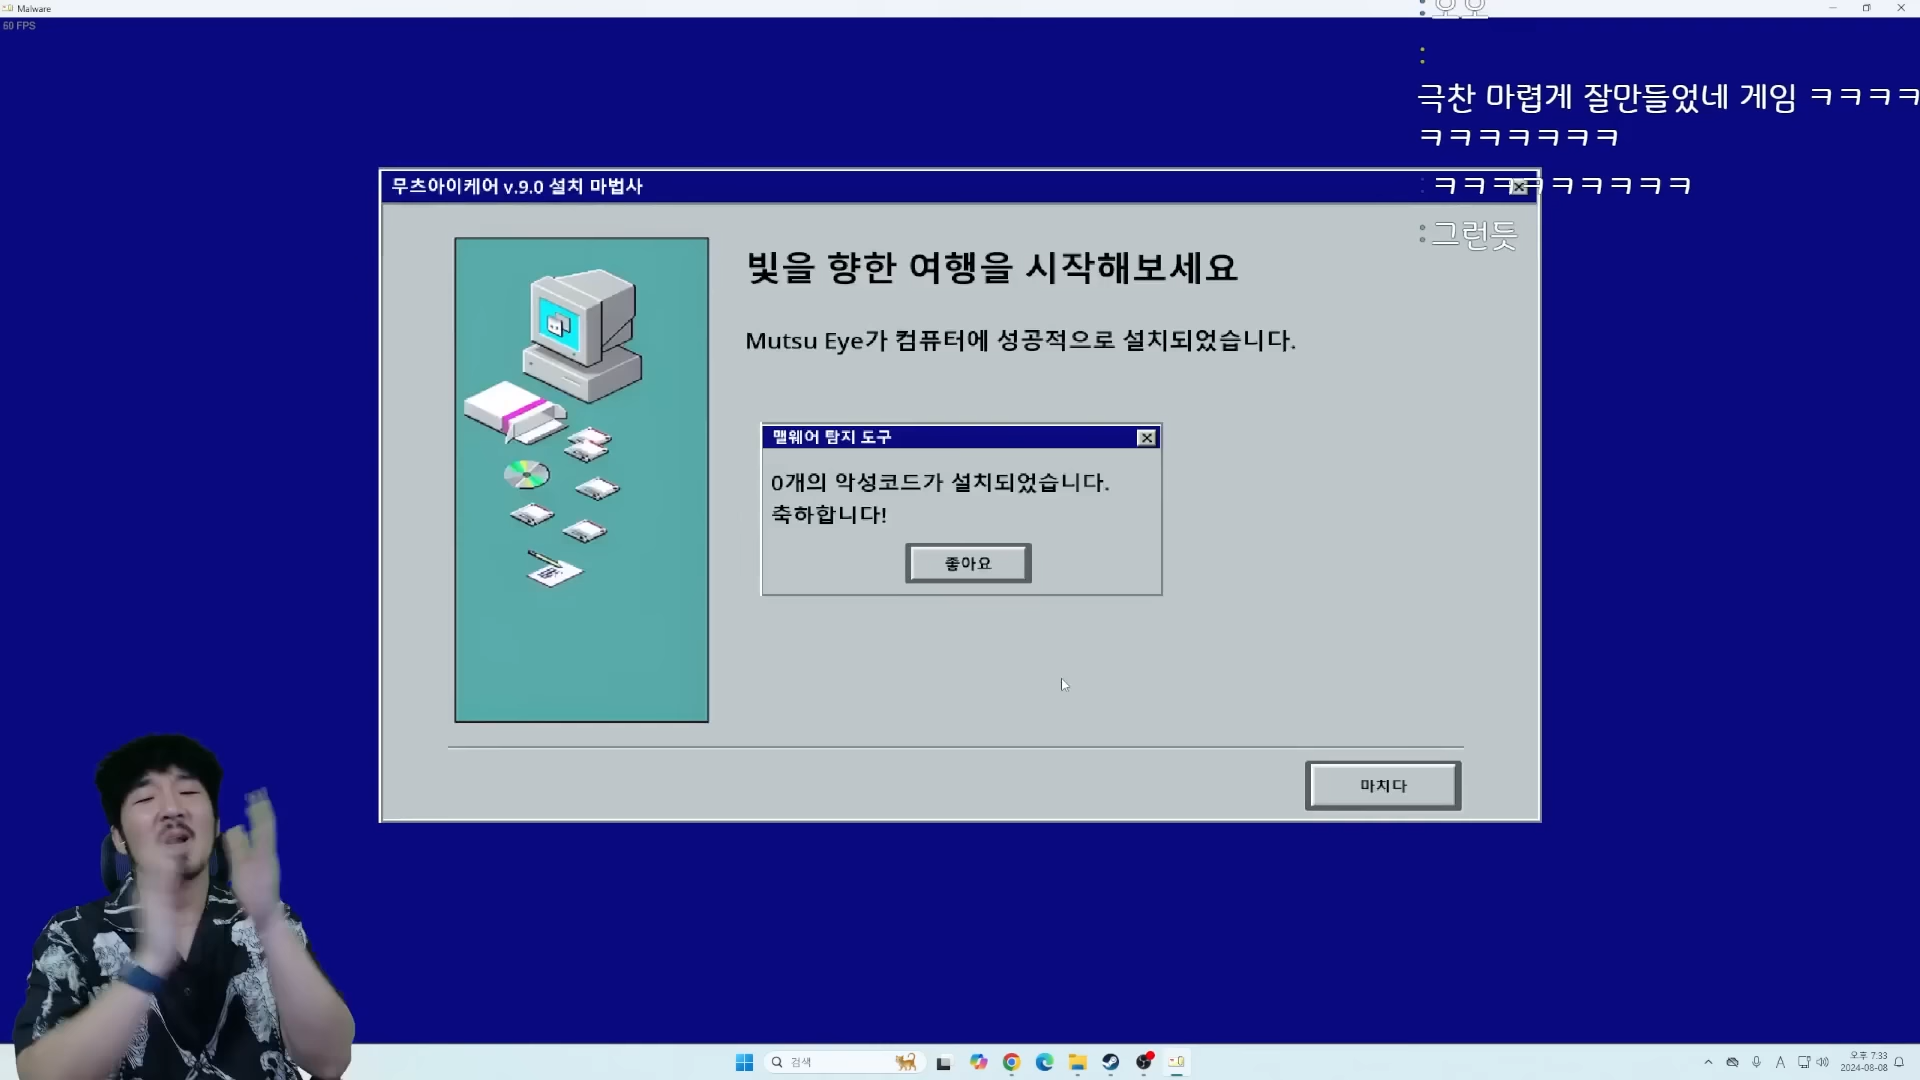 Malware
60 FPS
: 오오
:
극찬 마렵게 잘만들었네 게임 ㅋㅋㅋㅋ
ㅋㅋㅋㅋㅋㅋㅋ
: ㅋㅋㅋㅋㅋㅋㅋㅋㅋ
: 그런듯
무츠아이케어 v.9.0 설치 마법사
빛을 향한 여행을 시작해보세요
Mutsu Eye가 컴퓨터에 성공적으로 설치되었습니다.
맬웨어 탐지 도구
0개의 악성코드가 설치되었습니다.
축하합니다!
좋아요
마치다
검색
A
오후 7:33
2024-08-08